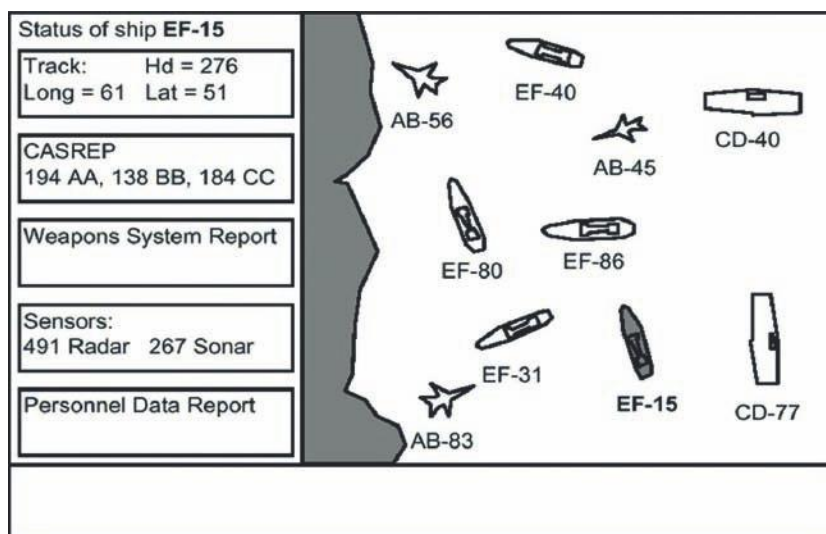 Status of ship EF-15
Track: Hd = 276
Long = 61 Lat = 51
CASREP
194 AA, 138 BB, 184 CC
Weapons System Report
Sensors:
491 Radar 267 Sonar
Personnel Data Report
EF-40
AB-56
CD-40
AB-45
EF-80
EF-86
EF-31
EF-15
CD-77
AB-83